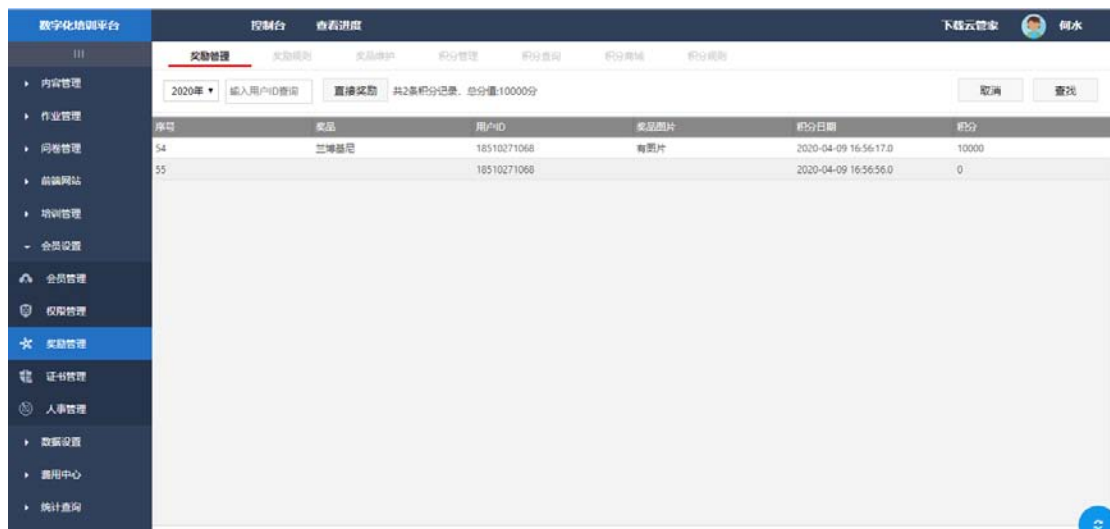 数字化培训平台 控制台 查看进度 下载云管家 何水
奖励管理 奖励规则 奖品维护 积分管理 积分查询 积分商城 积分规则
2020年 输入用户ID查询 直接奖励 共2条积分记录，总分值:10000分 取消 查找
序号 奖品 用户ID 奖品图片 积分日期 积分
54 兰博基尼 18510271068 有图片 2020-04-09 16:56:17.0 10000
55 18510271068 2020-04-09 16:56:56.0 0
内容管理
作业管理
问卷管理
前端网站
培训管理
会员设置
会员管理
权限管理
奖励管理
证书管理
人事管理
数据设置
费用中心
统计查询